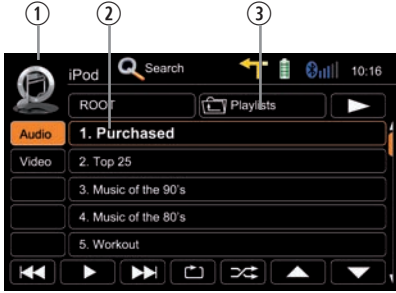 ① ② ③
iPod Search 10:16
ROOT Playlists
Audio 1. Purchased
Video 2. Top 25
3. Music of the 90's
4. Music of the 80's
5. Workout